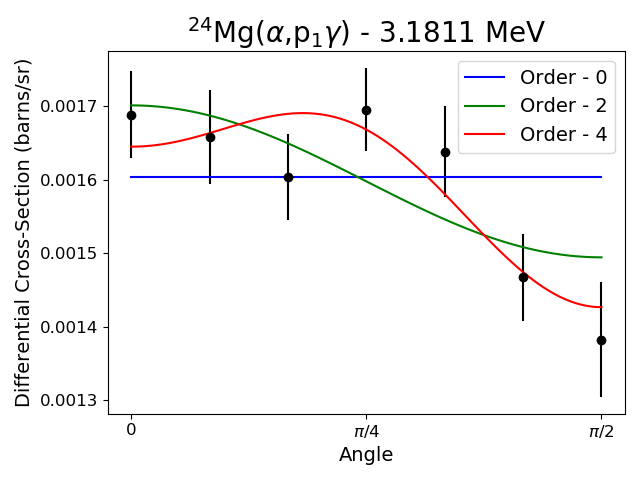 ²⁴Mg(α,p₁γ) - 3.1811 MeV
Order - 0
Order - 2
Order - 4
Differential Cross-Section (barns/sr)
0.0017
0.0016
0.0015
0.0014
0.0013
0 π/4 π/2
Angle